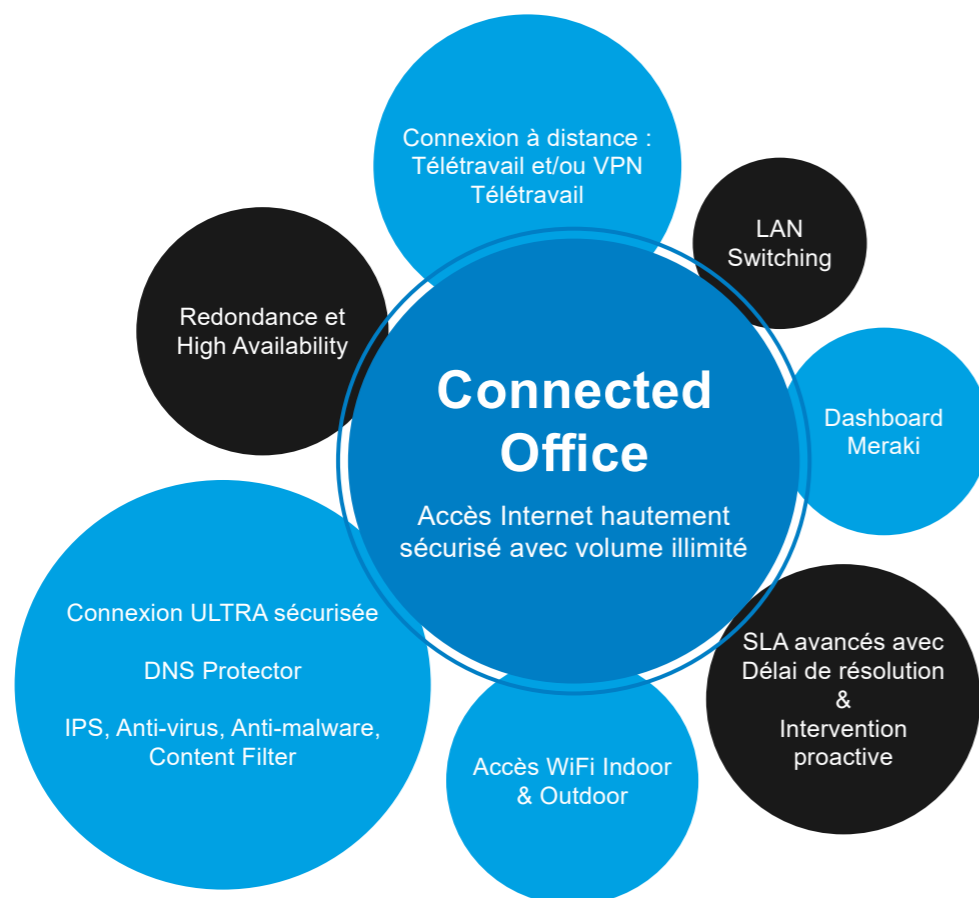 Connexion à distance :
Télétravail et/ou VPN
Télétravail
LAN
Switching
Redondance et
High Availability
Connected
Office
Accès Internet hautement
sécurisé avec volume illimité
Dashboard
Meraki
Connexion ULTRA sécurisée
DNS Protector
IPS, Anti-virus, Anti-malware,
Content Filter
SLA avancés avec
Délai de résolution
&
Intervention
proactive
Accès WiFi Indoor
& Outdoor